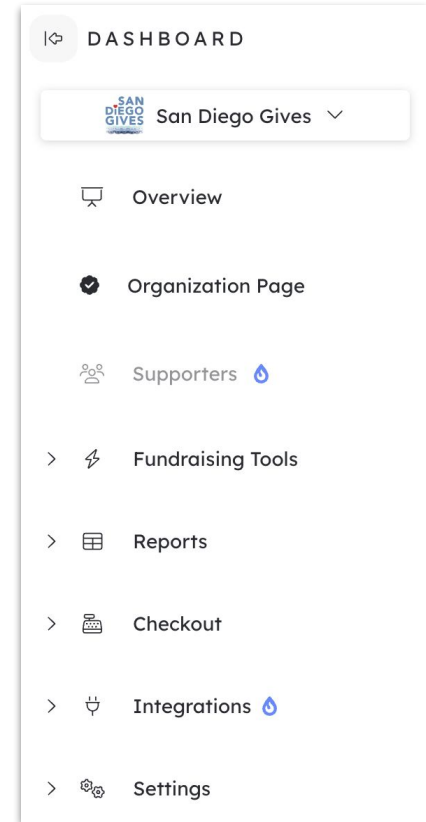 DASHBOARD
SAN
DIEGO
GIVES
San Diego Gives
Overview
Organization Page
Supporters
Fundraising Tools
Reports
Checkout
Integrations
Settings